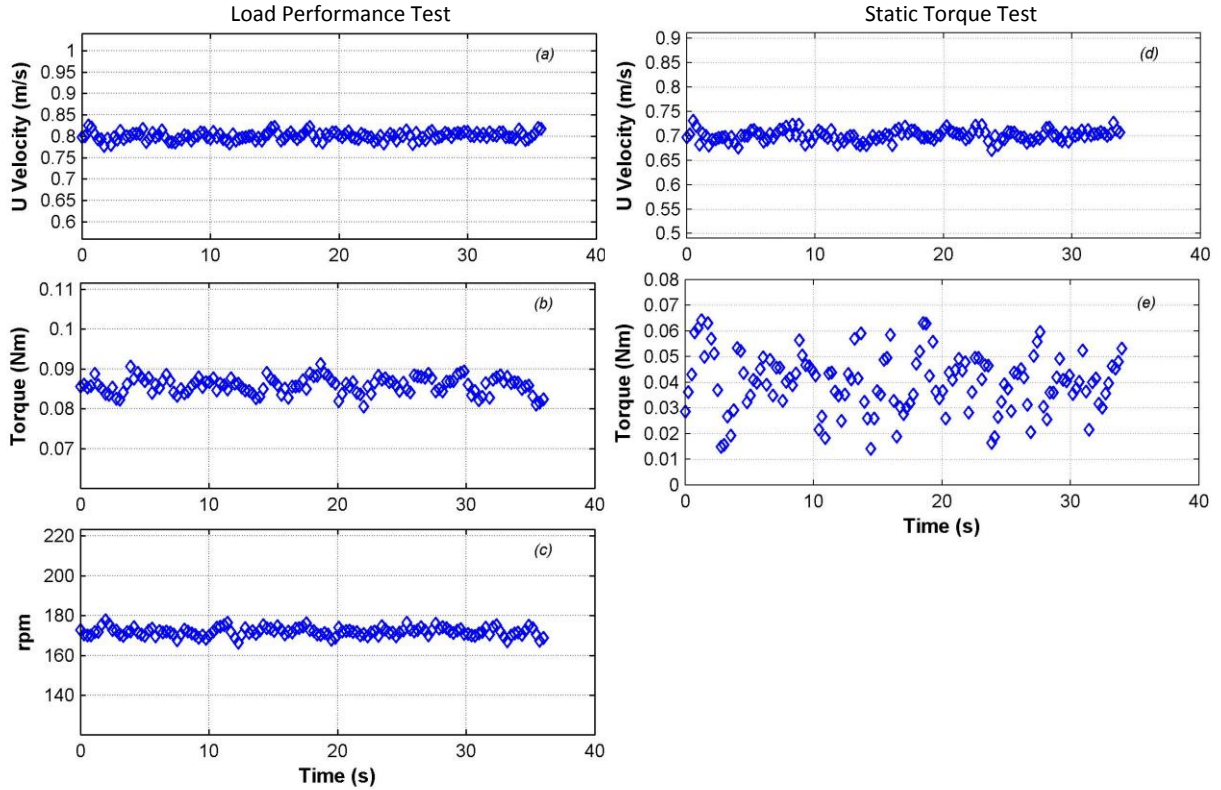 Load Performance Test
Static Torque Test
(a)
1
0.95
0.9
0.85
0.8
0.75
0.7
0.65
0.6
U Velocity (m/s)
0 10 20 30 40
(d)
0.9
0.85
0.8
0.75
0.7
0.65
0.6
0.55
0.5
U Velocity (m/s)
0 10 20 30 40
(b)
0.11
0.1
0.09
0.08
0.07
Torque (Nm)
0 10 20 30 40
(e)
0.08
0.07
0.06
0.05
0.04
0.03
0.02
0.01
0
Torque (Nm)
0 10 20 30 40
Time (s)
(c)
220
200
180
160
140
rpm
0 10 20 30 40
Time (s)